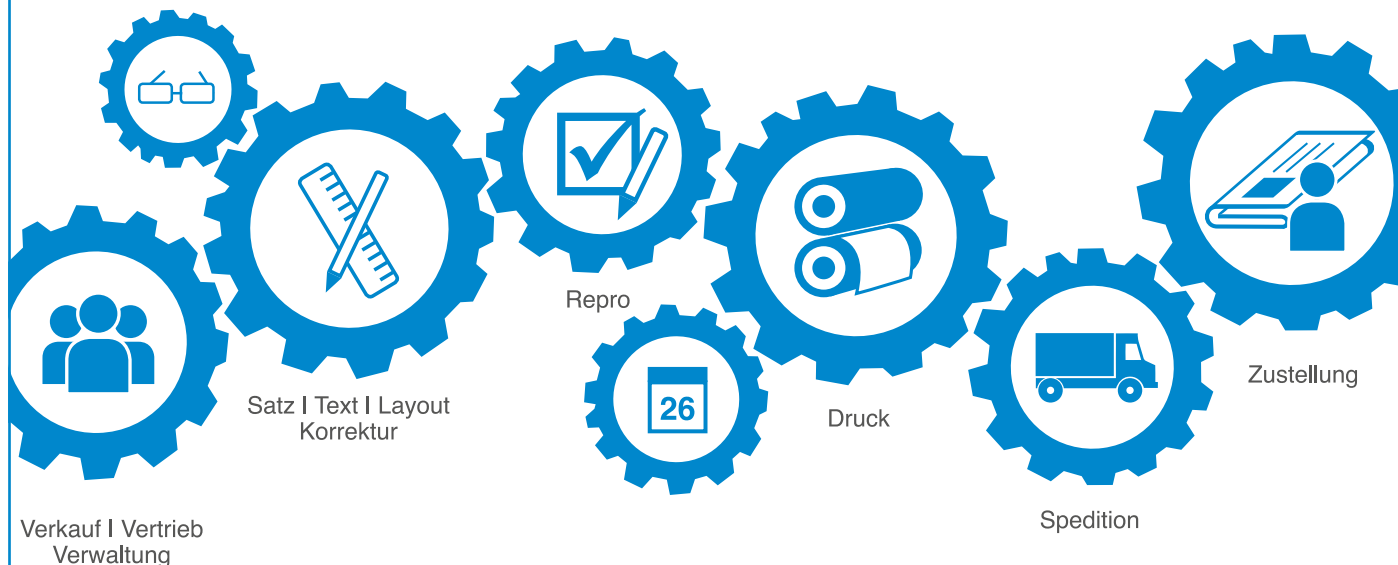 Verkauf I Vertrieb
Verwaltung
Satz I Text I Layout
Korrektur
Repro
26
Druck
Spedition
Zustellung